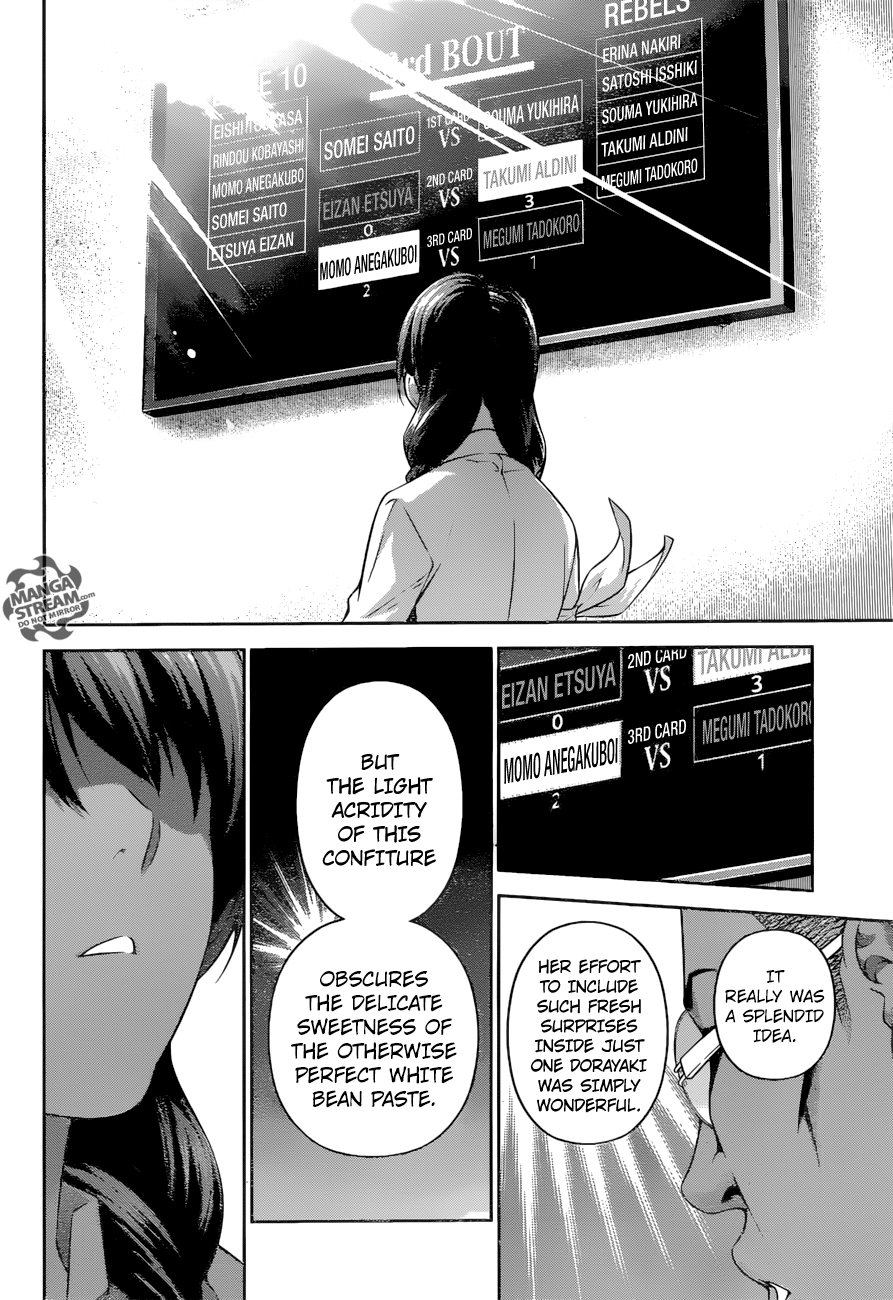 3rd BOUT
REBELS
E 10
EISHI TSUKASA
RINDOU KOBAYASHI
MOMO ANEGAKUBO
SOMEI SAITO
ETSUYA EIZAN
SOMEI SAITO
1ST CARD
VS
SOUMA YUKIHIRA
EIZAN ETSUYA
0
2ND CARD
VS
TAKUMI ALDINI
3
MOMO ANEGAKUBOI
2
3RD CARD
VS
MEGUMI TADOKORO
1
ERINA NAKIRI
SATOSHI ISSHIKI
SOUMA YUKIHIRA
TAKUMI ALDINI
MEGUMI TADOKORO
MANGA
STREAM.com
DO NOT MIRROR
EIZAN ETSUYA
0
2ND CARD
VS
TAKUMI ALDINI
3
MOMO ANEGAKUBOI
2
3RD CARD
VS
MEGUMI TADOKORO
1
BUT
THE LIGHT
ACRIDITY
OF THIS
CONFITURE
OBSCURES
THE DELICATE
SWEETNESS OF
THE OTHERWISE
PERFECT WHITE
BEAN PASTE.
IT
REALLY WAS
A SPLENDID
IDEA.
HER EFFORT
TO INCLUDE
SUCH FRESH
SURPRISES
INSIDE JUST
ONE DORAYAKI
WAS SIMPLY
WONDERFUL.